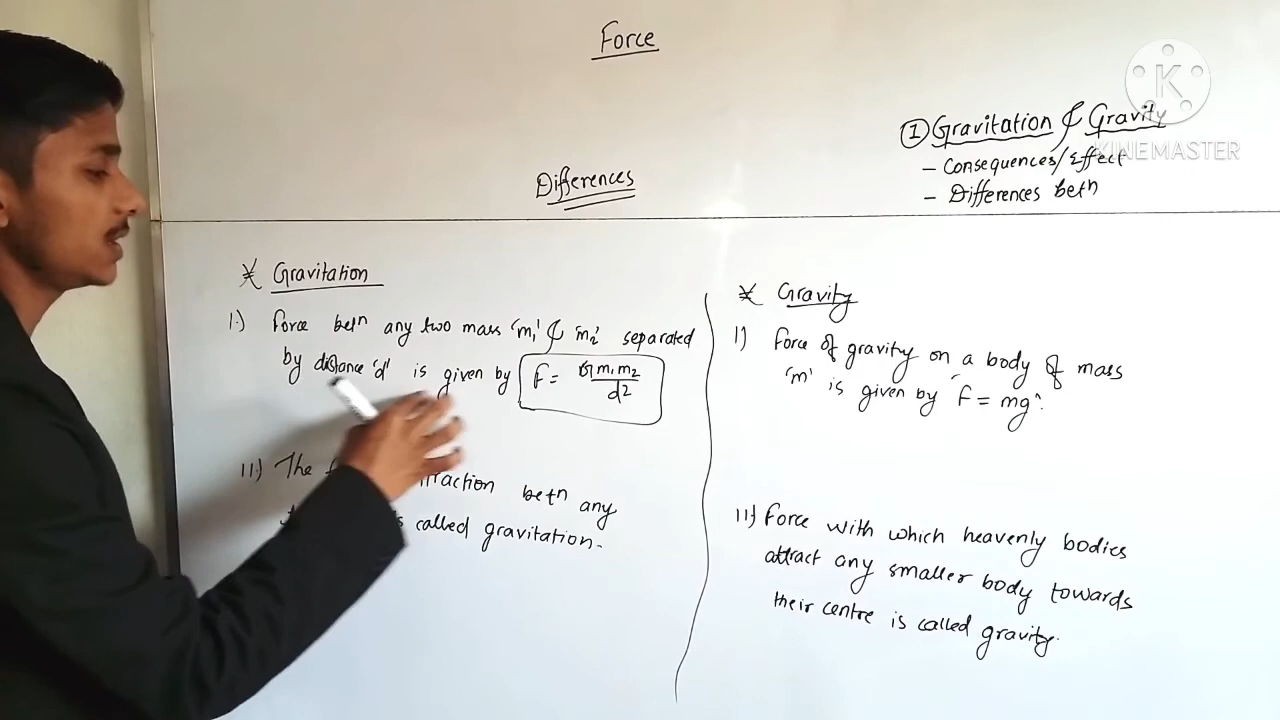 Force
① Gravitation & Gravity
– Consequences/Effect
– Differences betn
K
KINEMASTER
Differences
* Gravitation
I.) Force betn any two mass 'm₁' & 'm₂' separated
by distance 'd' is given by F = G m₁ m₂ / d²
II.) The raction betn any
called gravitation.
* Gravity
I) Force of gravity on a body of mass
'm' is given by F = mg.
II) Force with which heavenly bodies
attract any smaller body towards
their centre is called gravity.